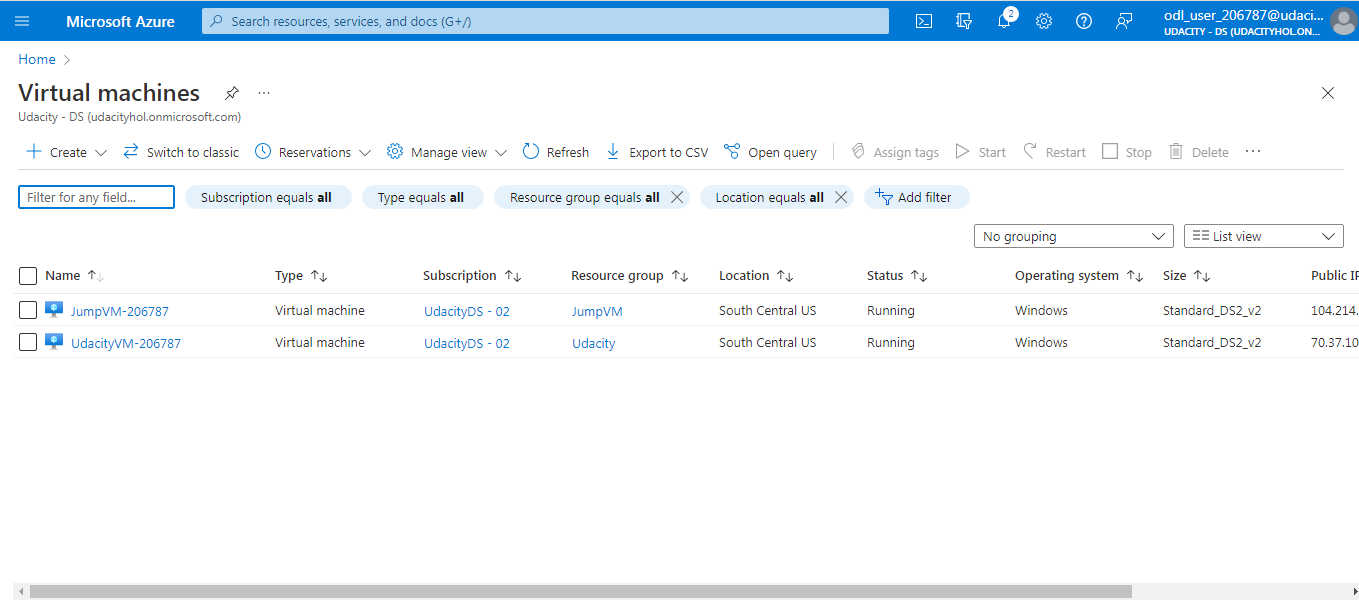 Microsoft Azure Search resources, services, and docs (G+/) 2 odl_user_206787@udaci...
UDACITY - DS (UDACITYHOL.ON...
Home
Virtual machines ...
Udacity - DS (udacityhol.onmicrosoft.com)
Create Switch to classic Reservations Manage view Refresh Export to CSV Open query Assign tags Start Restart Stop Delete ...
Filter for any field... Subscription equals all Type equals all Resource group equals all Location equals all Add filter
No grouping List view
Name Type Subscription Resource group Location Status Operating system Size Public IP
JumpVM-206787 Virtual machine UdacityDS - 02 JumpVM South Central US Running Windows Standard_DS2_v2 104.214.
UdacityVM-206787 Virtual machine UdacityDS - 02 Udacity South Central US Running Windows Standard_DS2_v2 70.37.10